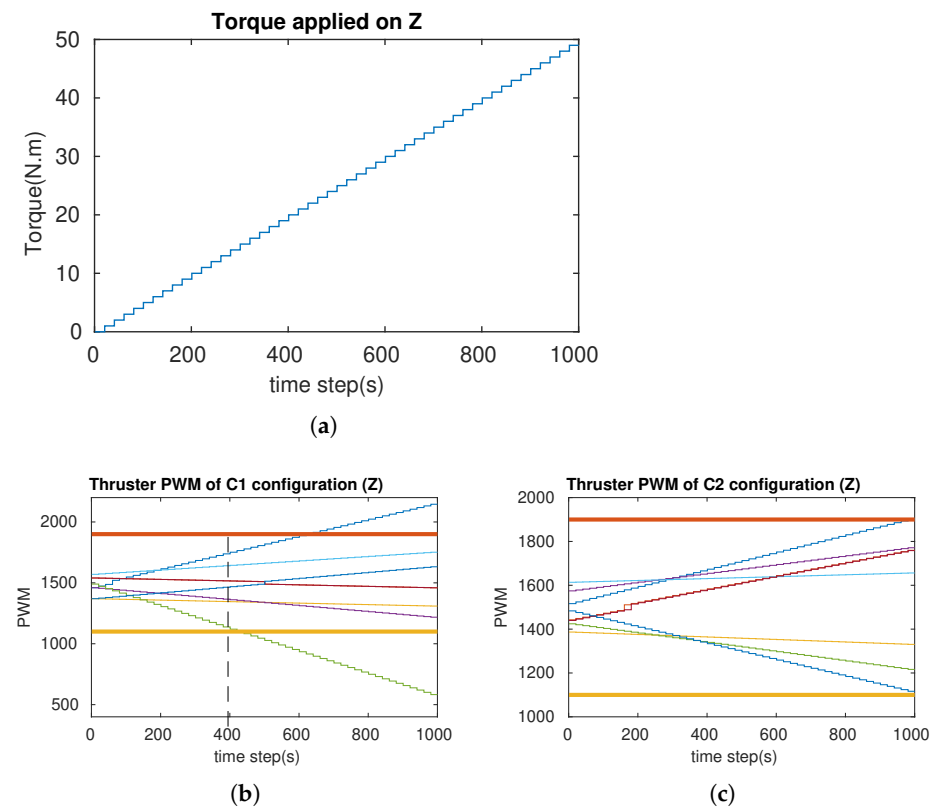 Torque applied on Z
50
40
30
20
10
0
Torque(N.m)
0 200 400 600 800 1000
time step(s)
(a)
Thruster PWM of C1 configuration (Z)
2000
1500
1000
500
PWM
0 200 400 600 800 1000
time step(s)
(b)
Thruster PWM of C2 configuration (Z)
2000
1800
1600
1400
1200
1000
PWM
0 200 400 600 800 1000
time step(s)
(c)